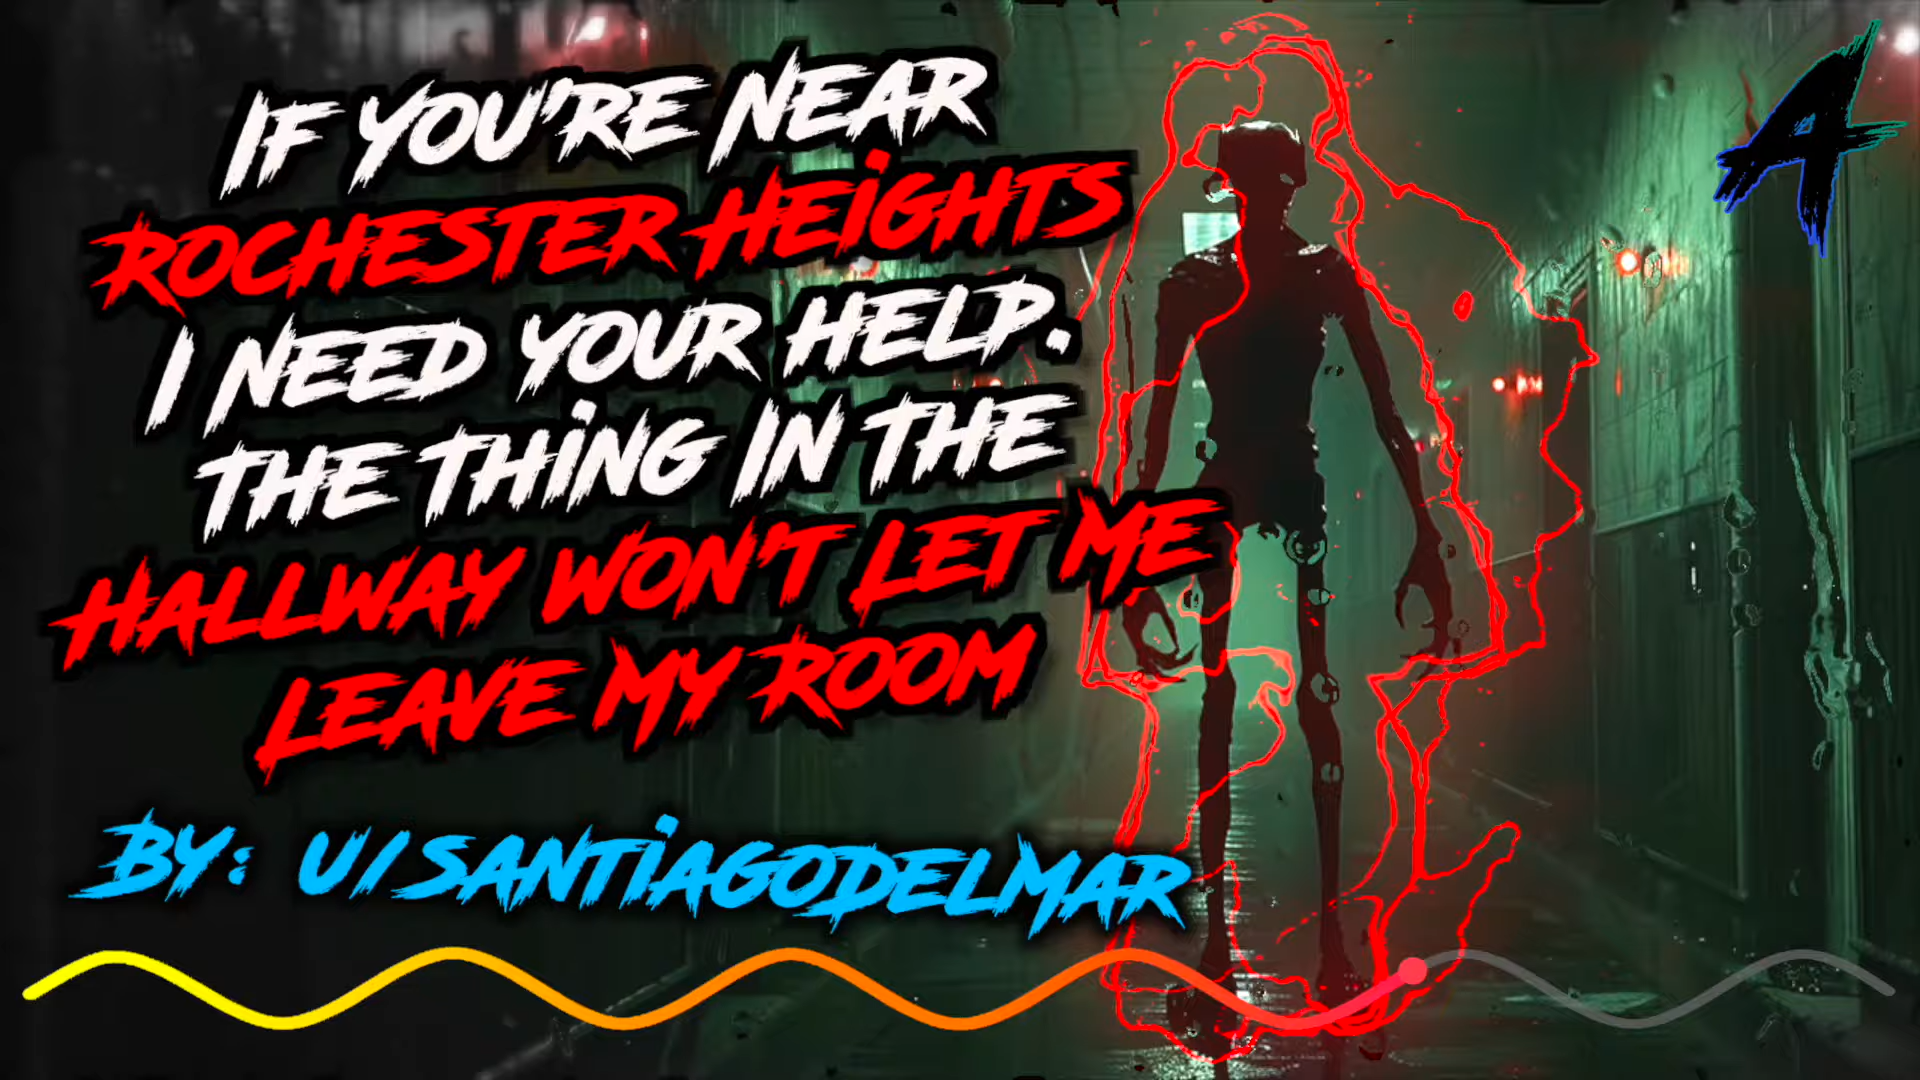 IF YOU'RE NEAR
ROCHESTER HEIGHTS
I NEED YOUR HELP.
THE THING IN THE
HALLWAY WON'T LET ME
LEAVE MY ROOM
BY: U/SANTIAGODELMAR
A